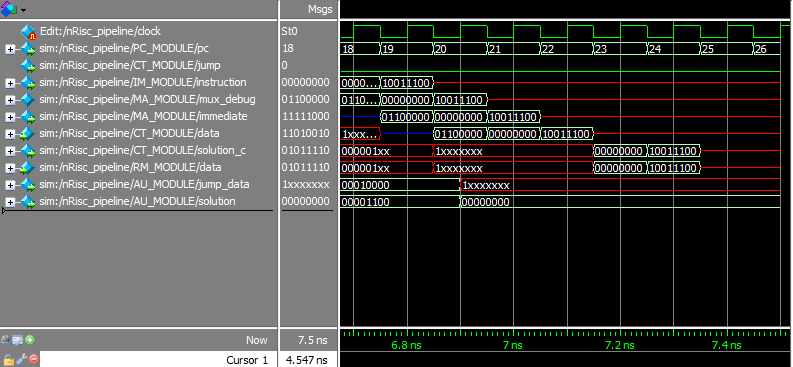 Msgs
Edit:/nRisc_pipeline/clock St0
sim:/nRisc_pipeline/PC_MODULE/pc 18 18 19 20 21 22 23 24 25 26
sim:/nRisc_pipeline/CT_MODULE/jump 0
sim:/nRisc_pipeline/IM_MODULE/instruction 00000000 0000... 10011100
sim:/nRisc_pipeline/MA_MODULE/mux_debug 01100000 0110... 00000000 10011100
sim:/nRisc_pipeline/MA_MODULE/immediate 11111000 01100000 00000000 10011100
sim:/nRisc_pipeline/CT_MODULE/data 11010010 1xxx... 01100000 00000000 10011100
sim:/nRisc_pipeline/CT_MODULE/solution_c 01011110 000001xx 1xxxxxxx 00000000 10011100
sim:/nRisc_pipeline/RM_MODULE/data 01011110 000001xx 1xxxxxxx 00000000 10011100
sim:/nRisc_pipeline/AU_MODULE/jump_data 1xxxxxxx 00010000 1xxxxxxx
sim:/nRisc_pipeline/AU_MODULE/solution 00000000 00001100 00000000
Now 7.5 ns 6.8 ns 7 ns 7.2 ns 7.4 ns
Cursor 1 4.547 ns